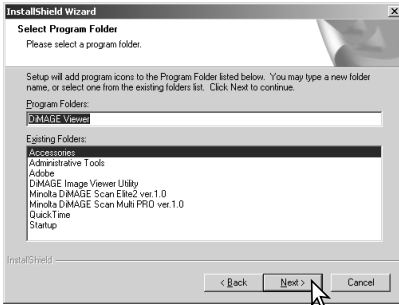 InstallShield Wizard
Select Program Folder
Please select a program folder.
Setup will add program icons to the Program Folder listed below. You may type a new folder
name, or select one from the existing folders list. Click Next to continue.
Program Folders:
DiMAGE Viewer
Existing Folders:
Accessories
Administrative Tools
Adobe
DiMAGE Image Viewer Utility
Minolta DiMAGE Scan Elite2 ver.1.0
Minolta DiMAGE Scan Multi PRO ver.1.0
QuickTime
Startup
InstallShield
< Back Next > Cancel